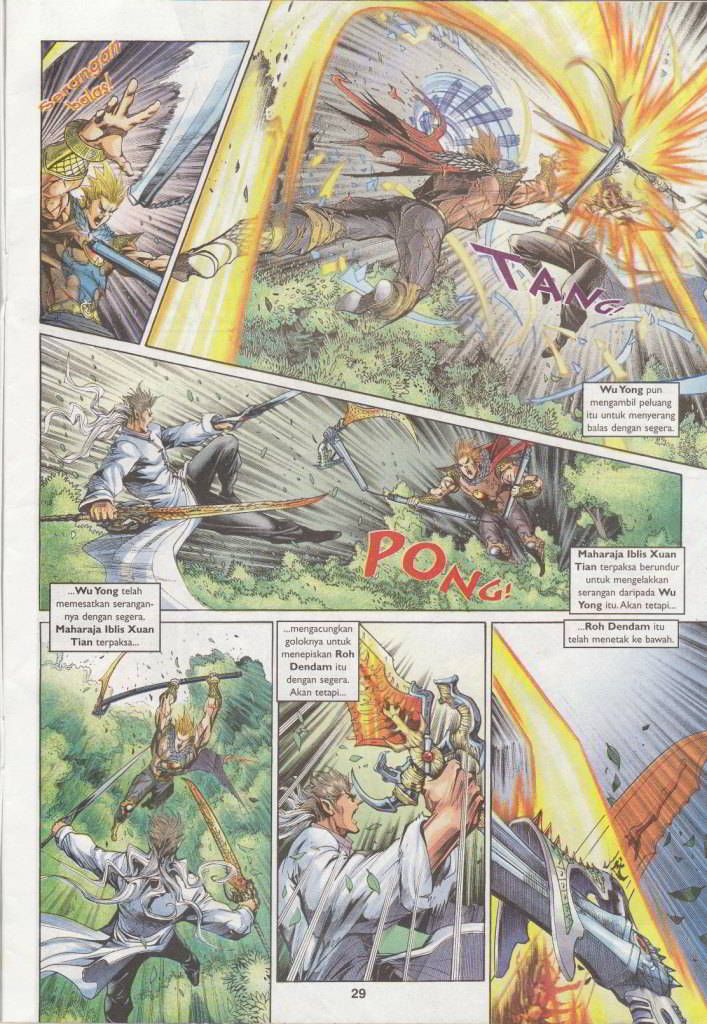 Serangan
balas!
TANG!
Wu Yong pun
mengambil peluang
itu untuk menyerang
balas dengan segera.
PONG!
Maharaja Iblis Xuan
Tian terpaksa berundur
untuk mengelakkan
serangan daripada Wu
Yong itu. Akan tetapi...
...Wu Yong telah
memesatkan serangan-
nya dengan segera.
Maharaja Iblis Xuan
Tian terpaksa...
...mengacungkan
goloknya untuk
menepiskan Roh
Dendam itu
dengan segera.
Akan tetapi...
...Roh Dendam itu
telah menetak ke bawah.
29